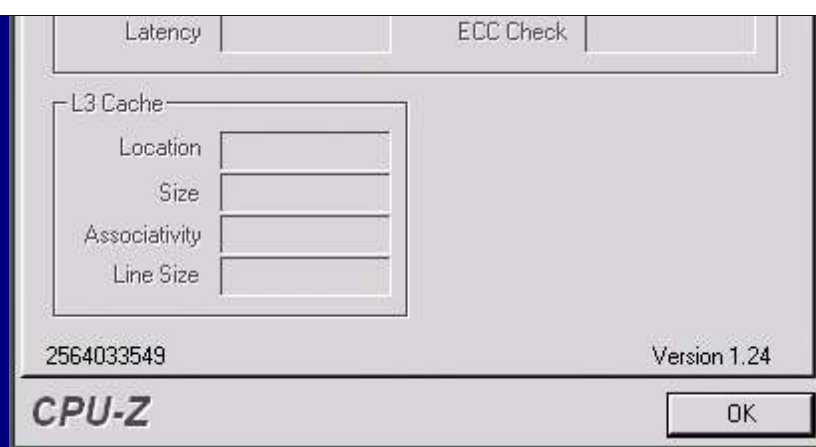 Latency ECC Check
L3 Cache
Location
Size
Associativity
Line Size
2564033549 Version 1.24
CPU-Z OK